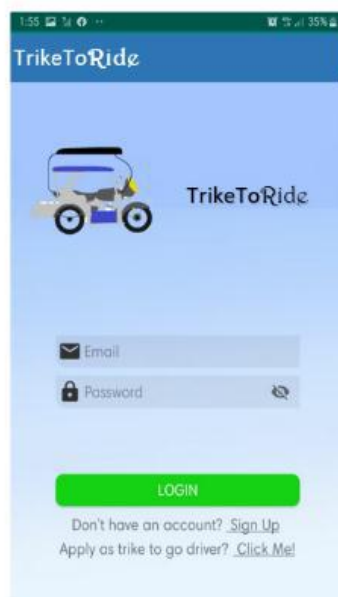 1:55 35%
TrikeToRide
TrikeToRide
Email
Password
LOGIN
Don't have an account? Sign Up
Apply as trike to go driver? Click Me!